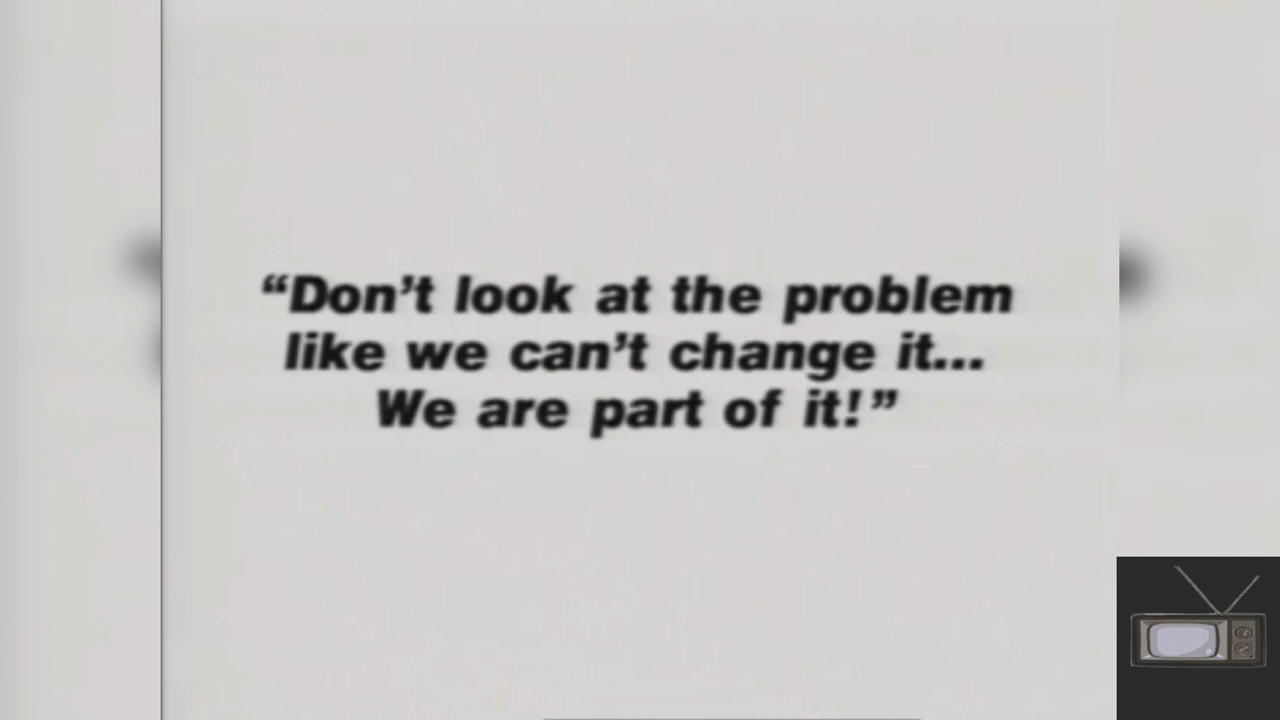 “Don’t look at the problem
like we can’t change it...
We are part of it!”